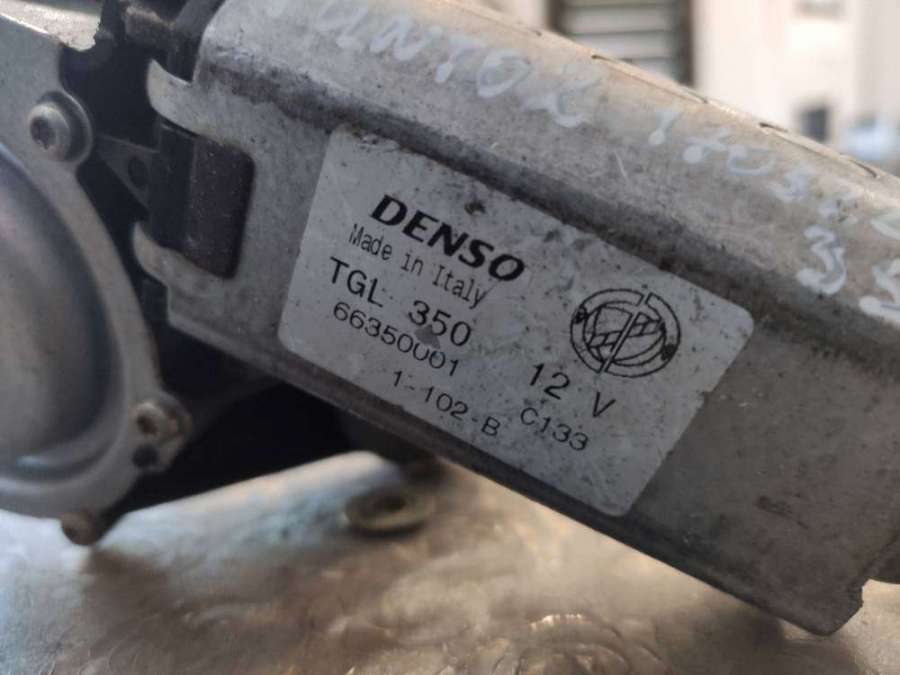 DENSO
Made in Italy
TGL 350
66350001
12 V
1-102-B
C133